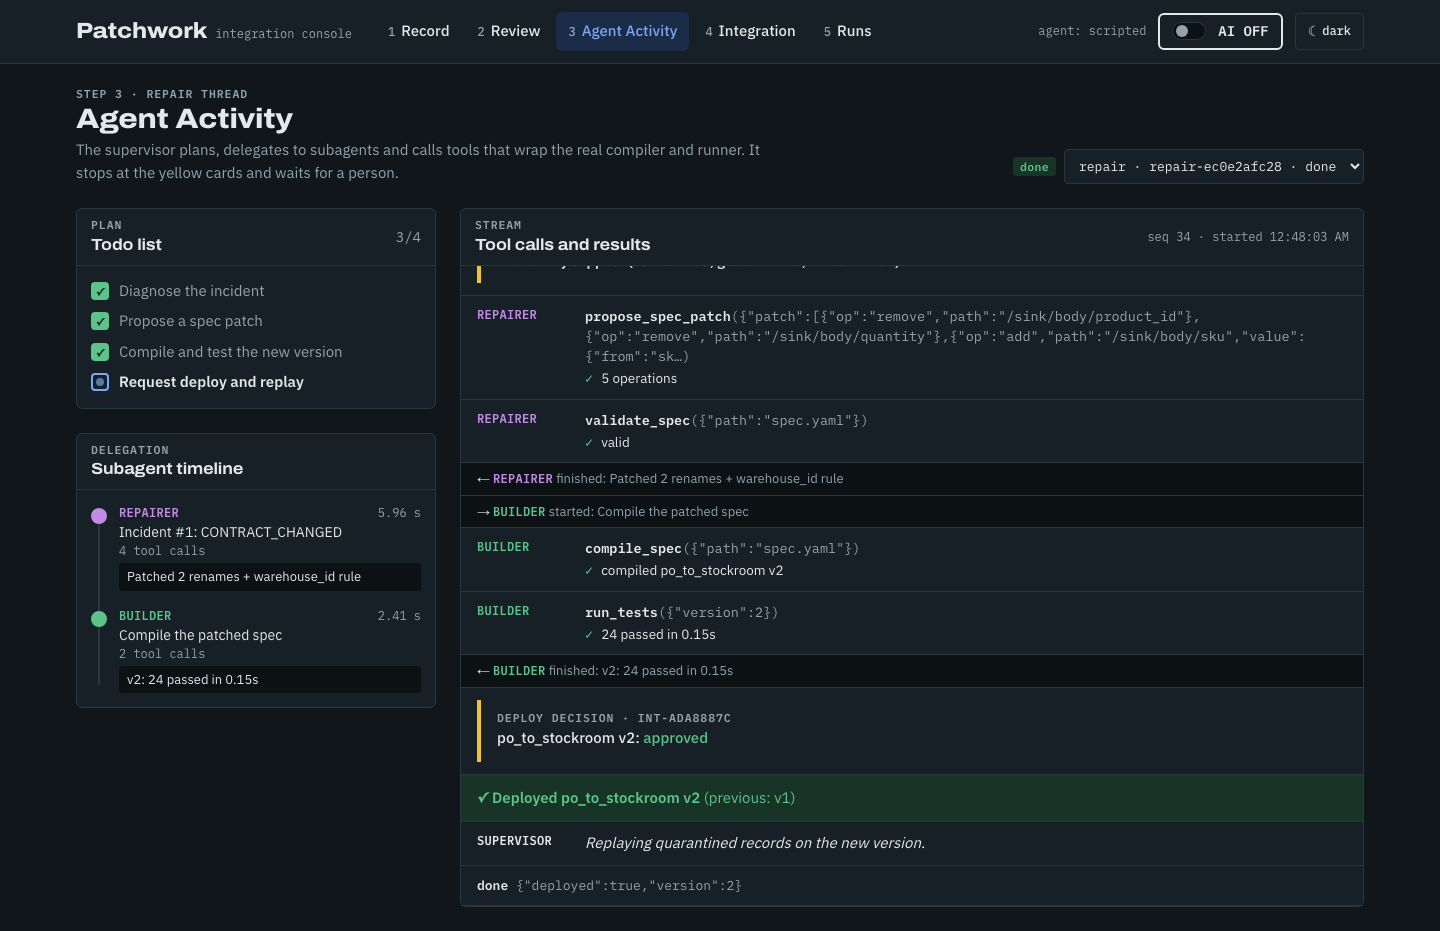 Patchwork integration console
1 Record
2 Review
3 Agent Activity
4 Integration
5 Runs
agent: scripted
AI OFF
☾ dark
STEP 3 · REPAIR THREAD
Agent Activity
The supervisor plans, delegates to subagents and calls tools that wrap the real compiler and runner. It
stops at the yellow cards and waits for a person.
done
repair · repair-ec0e2afc28 · done
PLAN
Todo list
3/4
✓ Diagnose the incident
✓ Propose a spec patch
✓ Compile and test the new version
Request deploy and replay
DELEGATION
Subagent timeline
REPAIRER 5.96 s
Incident #1: CONTRACT_CHANGED
4 tool calls
Patched 2 renames + warehouse_id rule
BUILDER 2.41 s
Compile the patched spec
2 tool calls
v2: 24 passed in 0.15s
STREAM
Tool calls and results
seq 34 · started 12:48:03 AM
REPAIRER propose_spec_patch({"patch":[{"op":"remove","path":"/sink/body/product_id"},
{"op":"remove","path":"/sink/body/quantity"},{"op":"add","path":"/sink/body/sku","value":
{"from":"sk…)
✓ 5 operations
REPAIRER validate_spec({"path":"spec.yaml"})
✓ valid
← REPAIRER finished: Patched 2 renames + warehouse_id rule
→ BUILDER started: Compile the patched spec
BUILDER compile_spec({"path":"spec.yaml"})
✓ compiled po_to_stockroom v2
BUILDER run_tests({"version":2})
✓ 24 passed in 0.15s
← BUILDER finished: v2: 24 passed in 0.15s
DEPLOY DECISION · INT-ADA8887C
po_to_stockroom v2: approved
✓ Deployed po_to_stockroom v2 (previous: v1)
SUPERVISOR Replaying quarantined records on the new version.
done {"deployed":true,"version":2}